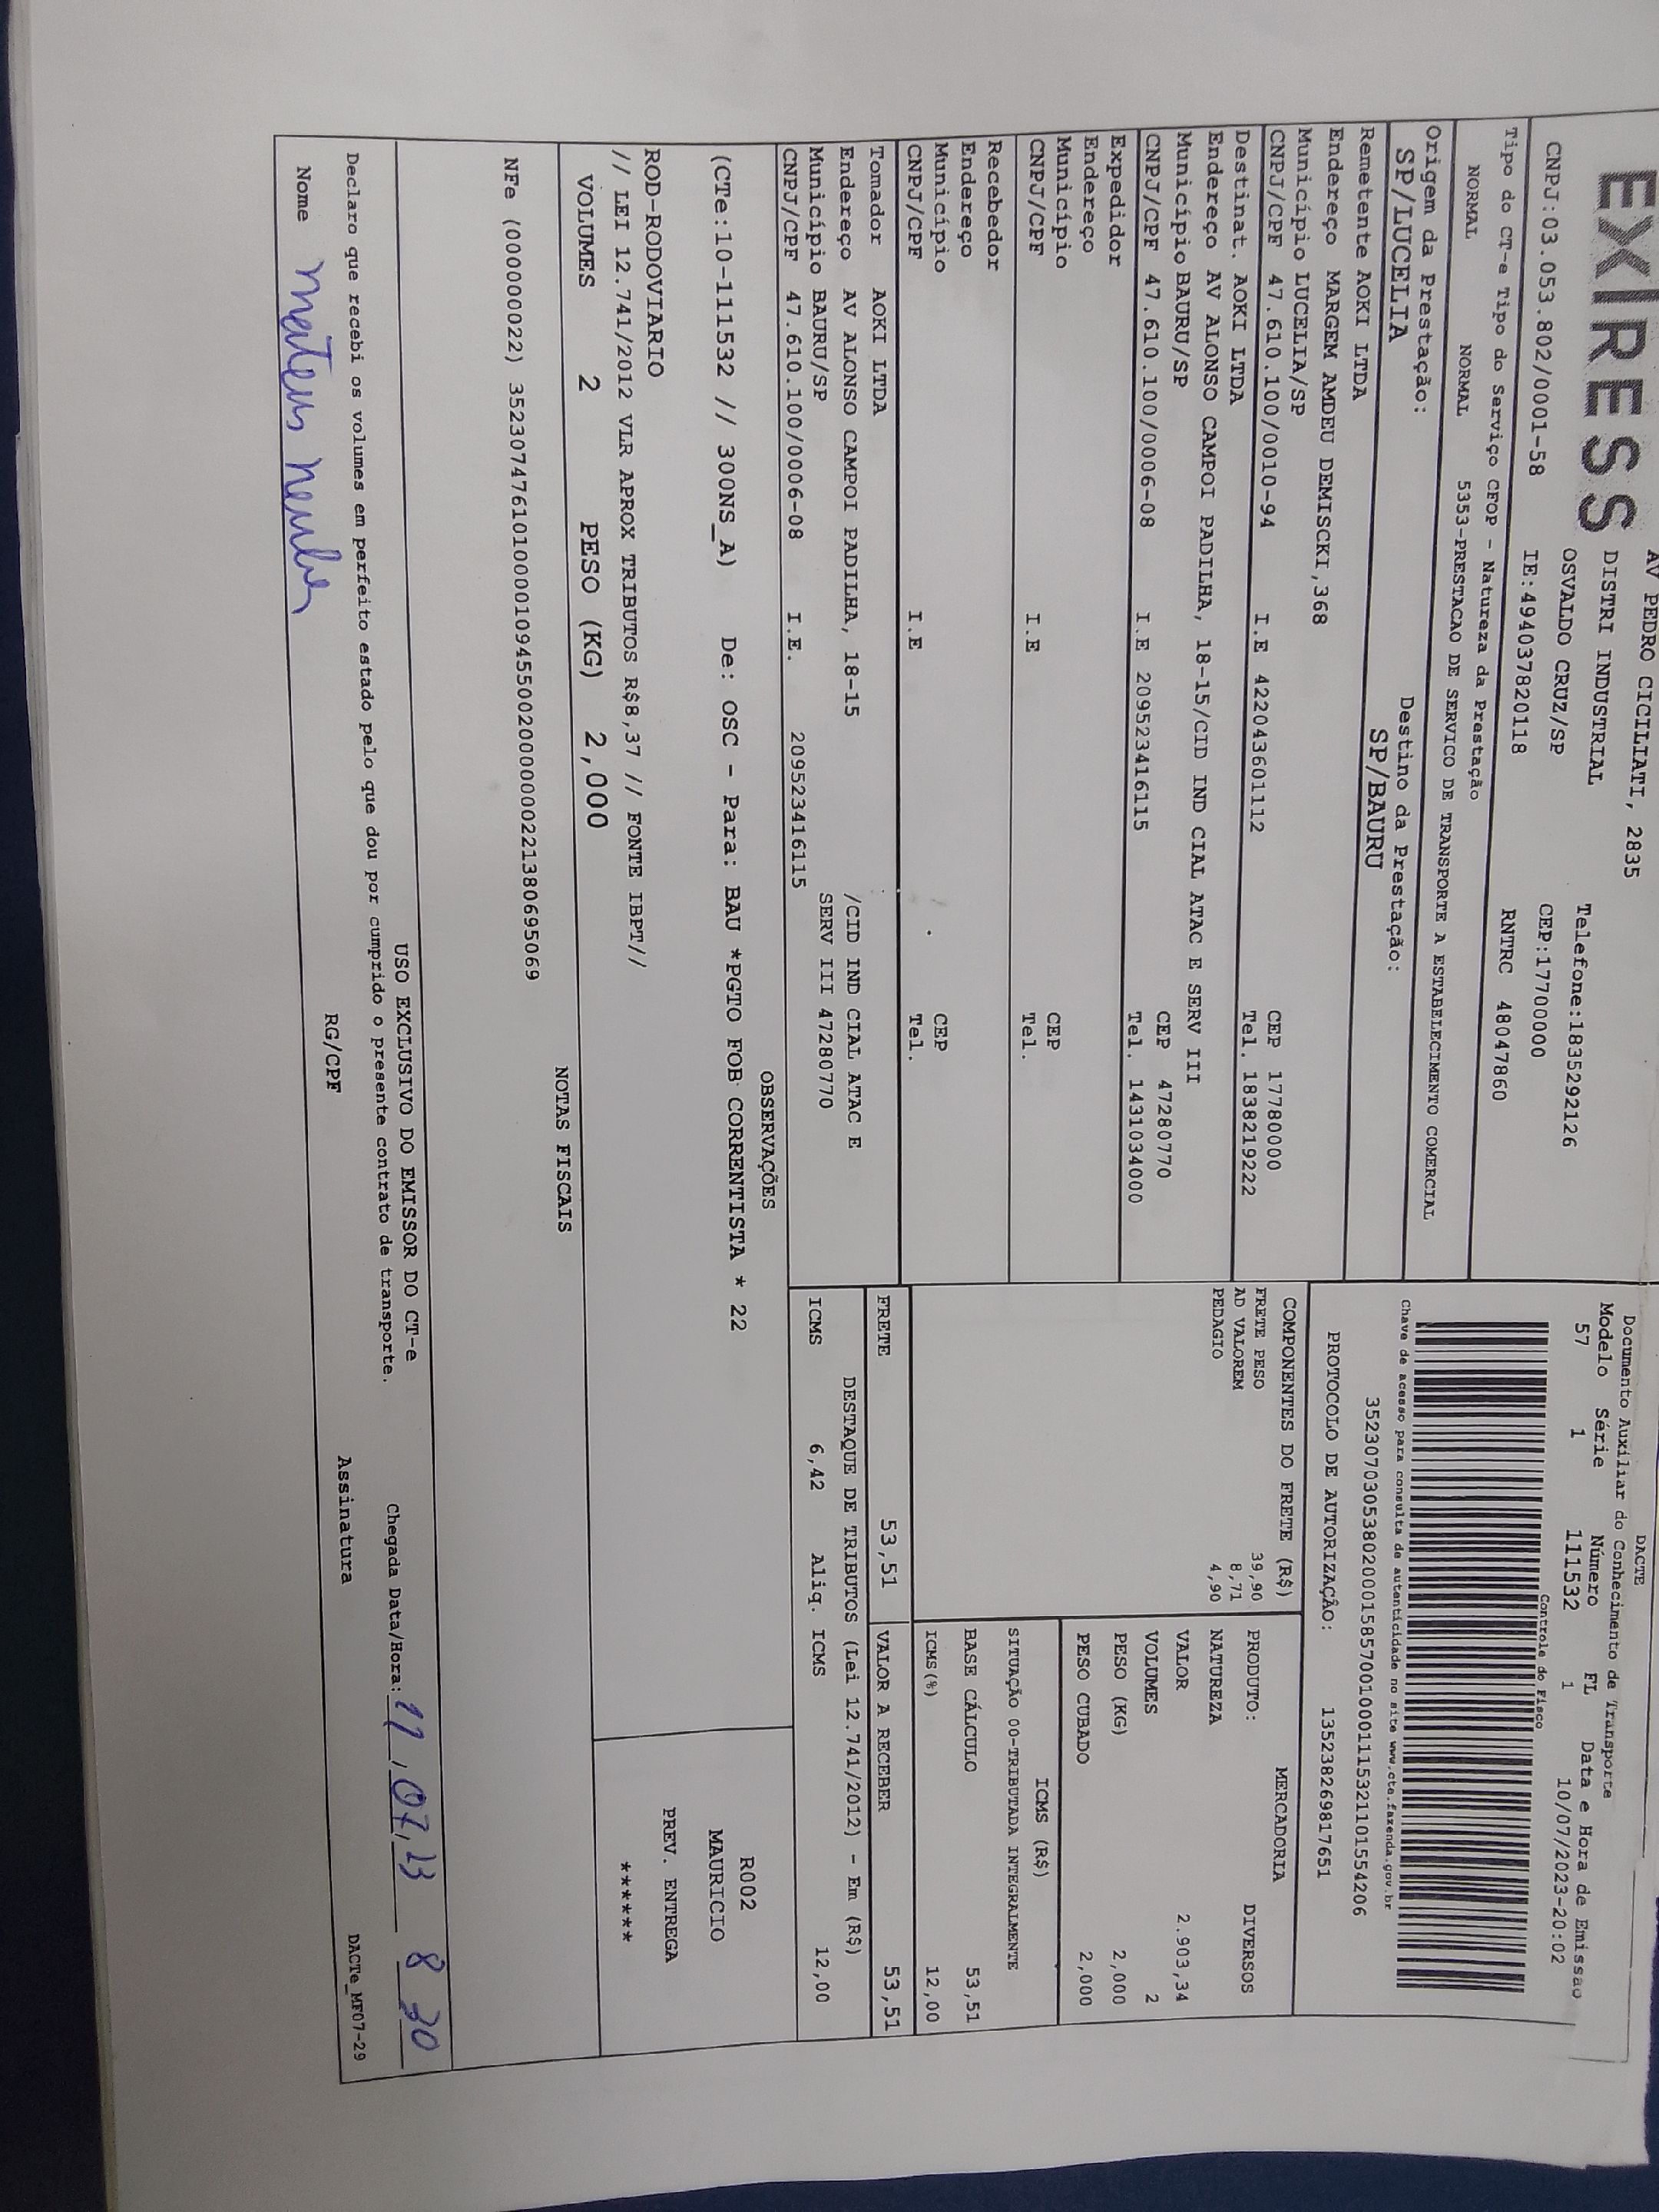 EXPRESS
AV PEDRO CICILIATI, 2835
DISTRI INDUSTRIAL
Telefone:1835292126
OSVALDO CRUZ/SP
CEP:17700000
CNPJ:03.053.802/0001-58 IE:494037820118 RNTRC 48047860
DACTE
Documento Auxiliar do Conhecimento de Transporte
Modelo Série Número FL Data e Hora de Emissão
57 1 111532 1 10/07/2023-20:02
Controle do Fisco
Chave de acesso para consulta de autenticidade no site www.cte.fazenda.gov.br
35230703053802000158570010001115321101554206
PROTOCOLO DE AUTORIZAÇÃO: 135238269817651
Tipo do CT-e Tipo do Serviço CFOP - Natureza da Prestação
NORMAL NORMAL 5353-PRESTACAO DE SERVICO DE TRANSPORTE A ESTABELECIMENTO COMERCIAL
Origem da Prestação: Destino da Prestação:
SP/LUCELIA SP/BAURU
Remetente AOKI LTDA
Endereço MARGEM AMDEU DEMISCKI,368
Município LUCELIA/SP CEP 17780000
CNPJ/CPF 47.610.100/0010-94 I.E 422043601112 Tel. 1838219222
Destinat. AOKI LTDA
Endereço AV ALONSO CAMPOI PADILHA, 18-15/CID IND CIAL ATAC E SERV III
Município BAURU/SP CEP 47280770
CNPJ/CPF 47.610.100/0006-08 I.E 209523416115 Tel. 1431034000
Expedidor
Endereço
Município CEP
CNPJ/CPF I.E Tel.
Recebedor
Endereço
Município CEP
CNPJ/CPF I.E Tel.
Tomador AOKI LTDA
Endereço AV ALONSO CAMPOI PADILHA, 18-15 /CID IND CIAL ATAC E
Município BAURU/SP SERV III 47280770
CNPJ/CPF 47.610.100/0006-08 I.E. 209523416115
COMPONENTES DO FRETE (R$)
FRETE PESO 39,90
AD VALOREM 8,71
PEDAGIO 4,90
MERCADORIA
PRODUTO: DIVERSOS
NATUREZA
VALOR 2.903,34
VOLUMES 2
PESO (KG) 2,000
PESO CUBADO 2,000
ICMS (R$)
SITUAÇÃO 00-TRIBUTADA INTEGRALMENTE
BASE CÁLCULO 53,51
ICMS(%) 12,00
FRETE 53,51 VALOR A RECEBER 53,51
DESTAQUE DE TRIBUTOS (Lei 12.741/2012) - Em (R$)
ICMS 6,42 Aliq. ICMS 12,00
OBSERVAÇÕES
(CTe:10-111532 // 300NS_A) De: OSC - Para: BAU *PGTO FOB CORRENTISTA * 22
ROD-RODOVIARIO
// LEI 12.741/2012 VLR APROX TRIBUTOS R$8,37 // FONTE IBPT//
R002
MAURICIO
PREV. ENTREGA
******
VOLUMES 2 PESO (KG) 2,000
NOTAS FISCAIS
NFe (000000022) 35230747610100001094550020000000221380695069
USO EXCLUSIVO DO EMISSOR DO CT-e
Chegada Data/Hora: 11,07,23 8 30
Declaro que recebi os volumes em perfeito estado pelo que dou por cumprido o presente contrato de transporte.
Nome RG/CPF Assinatura
DACTe_MF07-29